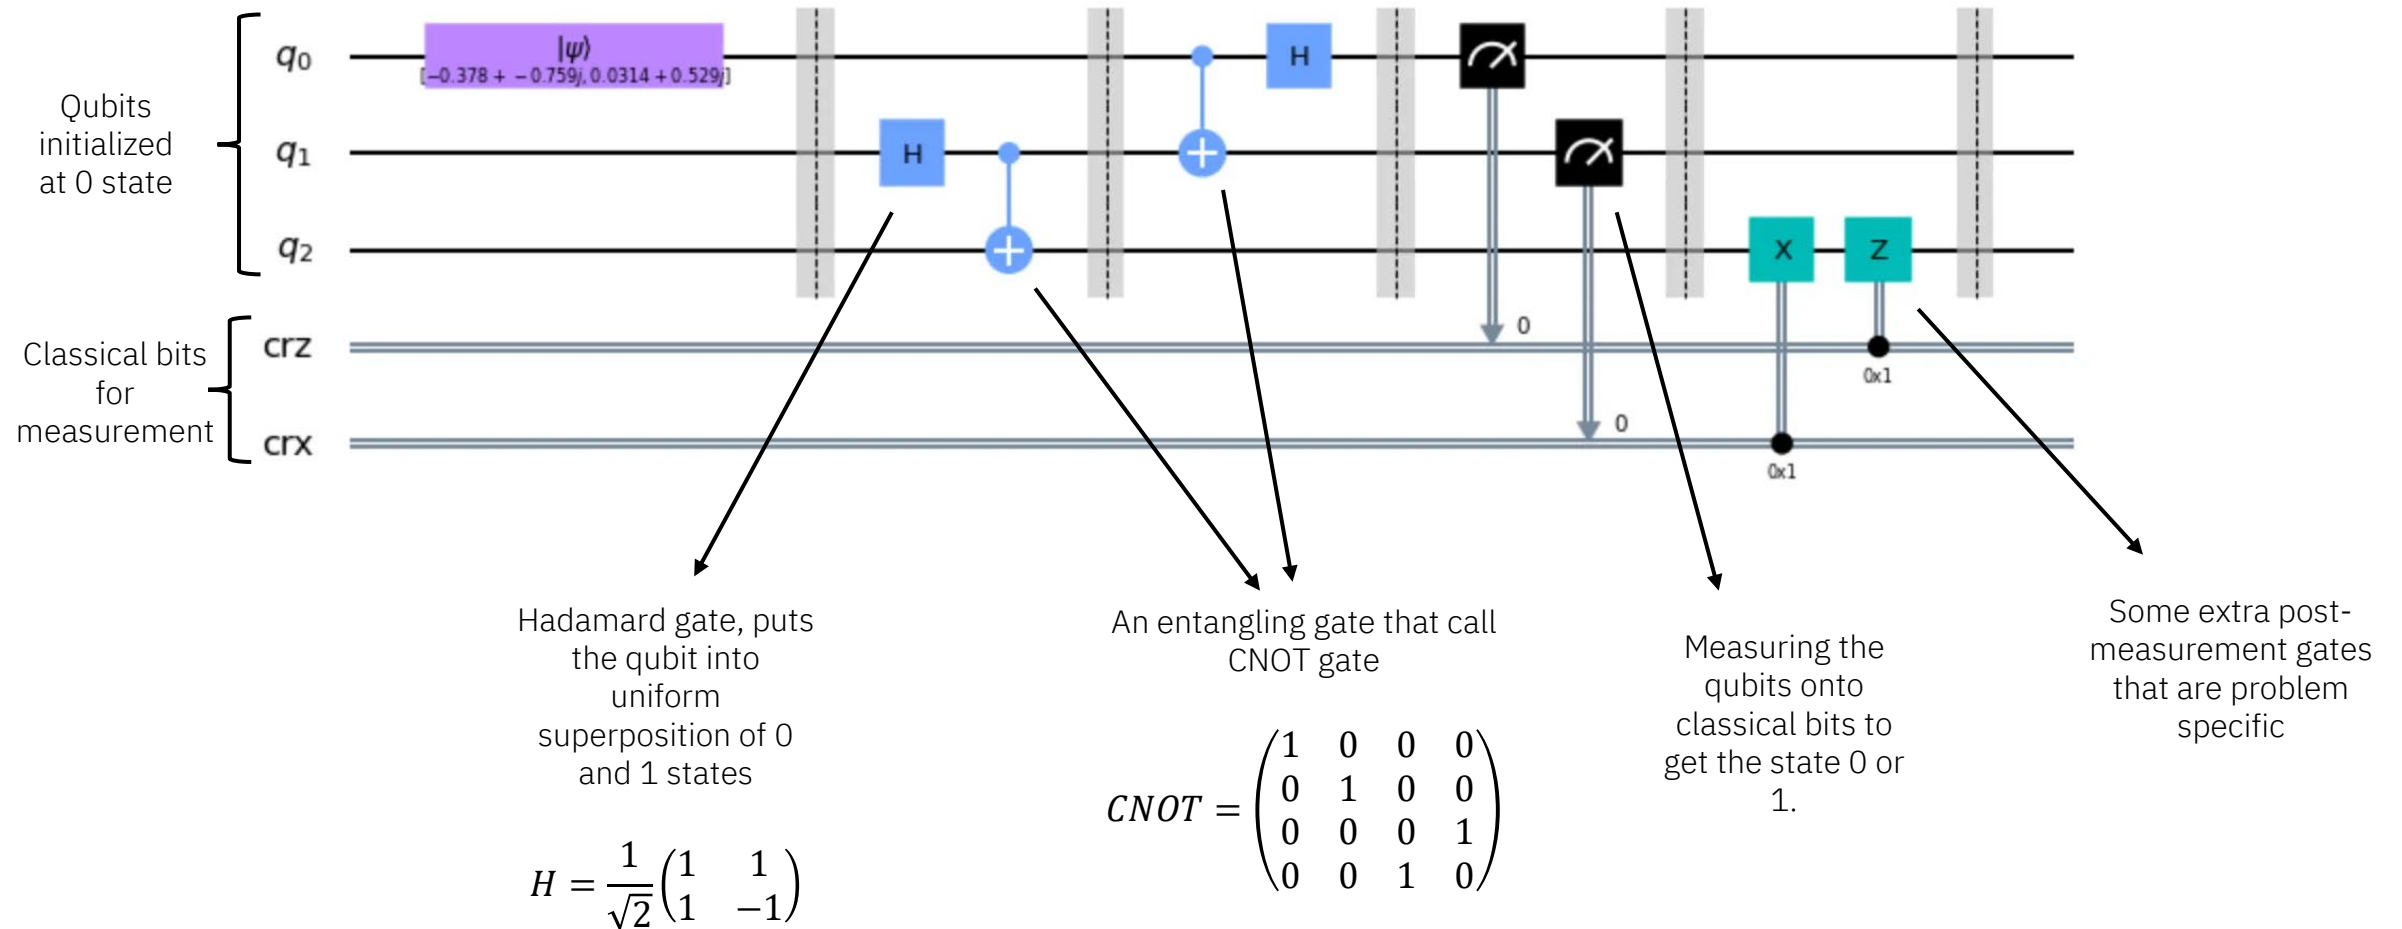 q0
|ψ⟩
[−0.378 + −0.759j, 0.0314 + 0.529j]
H
Qubits
initialized
at 0 state
q1
H
q2
X
Z
Classical bits
for
measurement
crz
0
0x1
crx
0
0x1
Hadamard gate, puts
the qubit into
uniform
superposition of 0
and 1 states
H = 1/√2 (1 1
1 −1)
An entangling gate that call
CNOT gate
CNOT = (1 0 0 0
0 1 0 0
0 0 0 1
0 0 1 0)
Measuring the
qubits onto
classical bits to
get the state 0 or
1.
Some extra post-
measurement gates
that are problem
specific